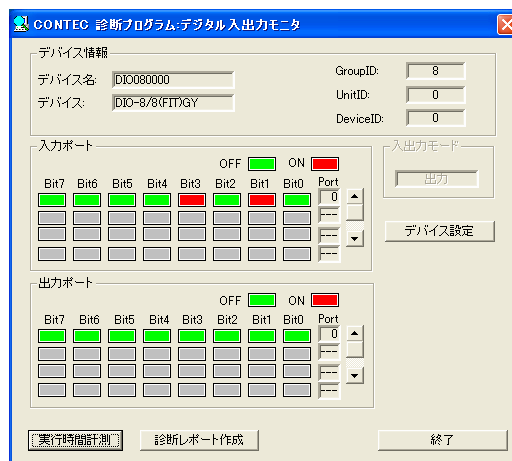 CONTEC 診断プログラム:デジタル入出力モニタ
デバイス情報
デバイス名: DIO080000
デバイス: DIO-8/8(FIT)GY
GroupID: 8
UnitID: 0
DeviceID: 0
入力ポート
OFF ON
Bit7 Bit6 Bit5 Bit4 Bit3 Bit2 Bit1 Bit0 Port
0
---
---
---
入出力モード
出力
デバイス設定
出力ポート
OFF ON
Bit7 Bit6 Bit5 Bit4 Bit3 Bit2 Bit1 Bit0 Port
0
---
---
---
実行時間計測 診断レポート作成 終了